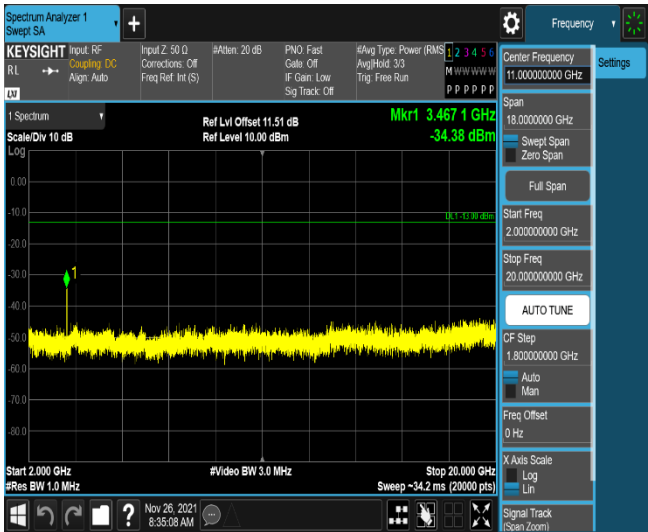 Spectrum Analyzer 1
Swept SA
Frequency
KEYSIGHT
RL
LXI
Input: RF
Coupling: DC
Align: Auto
Input Z: 50 Ω
Corrections: Off
Freq Ref: Int (S)
#Atten: 20 dB
PNO: Fast
Gate: Off
IF Gain: Low
Sig Track: Off
#Avg Type: Power (RMS
Avg|Hold: 3/3
Trig: Free Run
1 2 3 4 5 6
M W W W W W
P P P P P P
1 Spectrum
Scale/Div 10 dB
Log
Ref Lvl Offset 11.51 dB
Ref Level 10.00 dBm
Mkr1 3.467 1 GHz
-34.38 dBm
0.00
-10.0
DL1 -13.00 dBm
-20.0
-30.0
1
-40.0
-50.0
-60.0
-70.0
-80.0
Start 2.000 GHz
#Res BW 1.0 MHz
#Video BW 3.0 MHz
Stop 20.000 GHz
Sweep ~34.2 ms (20000 pts)
Nov 26, 2021
8:35:08 AM
Center Frequency
11.00000000 GHz
Settings
Span
18.0000000 GHz
Swept Span
Zero Span
Full Span
Start Freq
2.000000000 GHz
Stop Freq
20.000000000 GHz
AUTO TUNE
CF Step
1.800000000 GHz
Auto
Man
Freq Offset
0 Hz
X Axis Scale
Log
Lin
Signal Track
(Span Zoom)